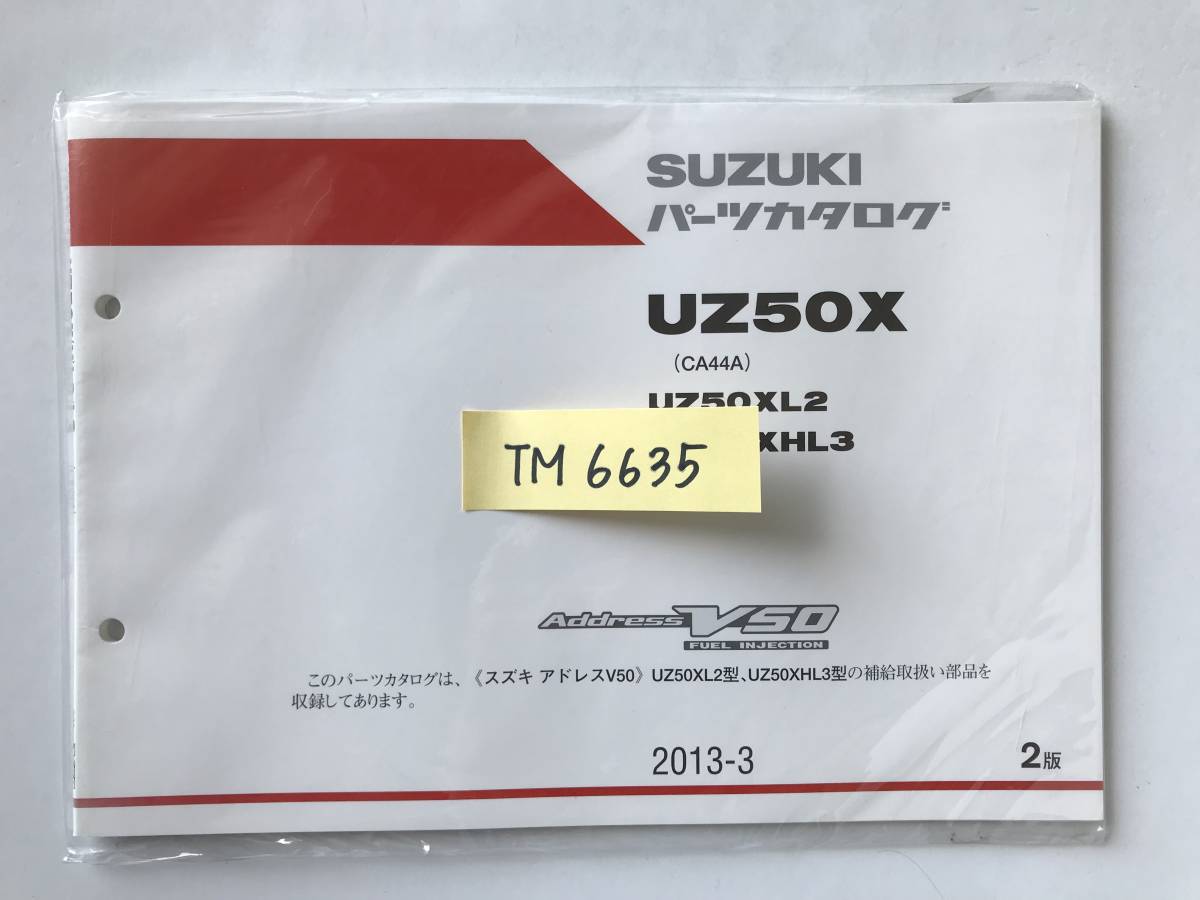 SUZUKI
パーツカタログ
UZ50X
(CA44A)
UZ50XL2
XHL3
TM 6635
Address V50
FUEL INJECTION
このパーツカタログは、《スズキ アドレスV50》UZ50XL2型、UZ50XHL3型の補給取扱い部品を
収録してあります。
2013-3
2版